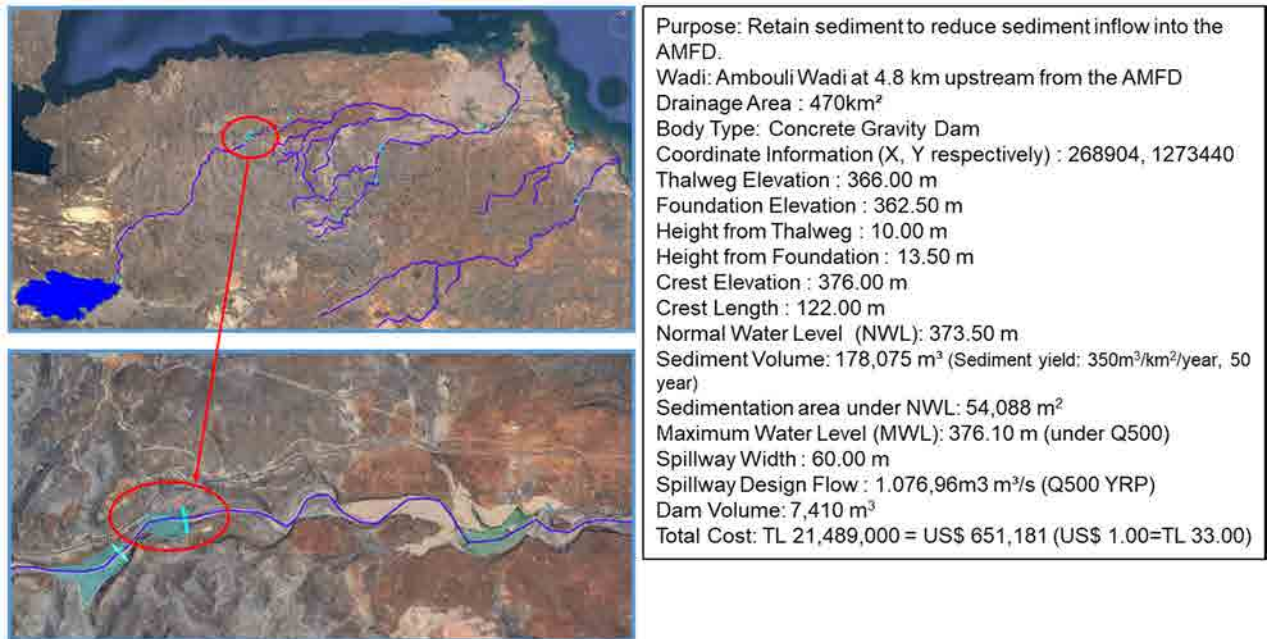 Purpose: Retain sediment to reduce sediment inflow into the
AMFD.
Wadi: Ambouli Wadi at 4.8 km upstream from the AMFD
Drainage Area : 470km²
Body Type: Concrete Gravity Dam
Coordinate Information (X, Y respectively) : 268904, 1273440
Thalweg Elevation : 366.00 m
Foundation Elevation : 362.50 m
Height from Thalweg : 10.00 m
Height from Foundation : 13.50 m
Crest Elevation : 376.00 m
Crest Length : 122.00 m
Normal Water Level (NWL): 373.50 m
Sediment Volume: 178,075 m³ (Sediment yield: 350m³/km²/year, 50
year)
Sedimentation area under NWL: 54,088 m²
Maximum Water Level (MWL): 376.10 m (under Q500)
Spillway Width : 60.00 m
Spillway Design Flow : 1.076,96m3 m³/s (Q500 YRP)
Dam Volume: 7,410 m³
Total Cost: TL 21,489,000 = US$ 651,181 (US$ 1.00=TL 33.00)